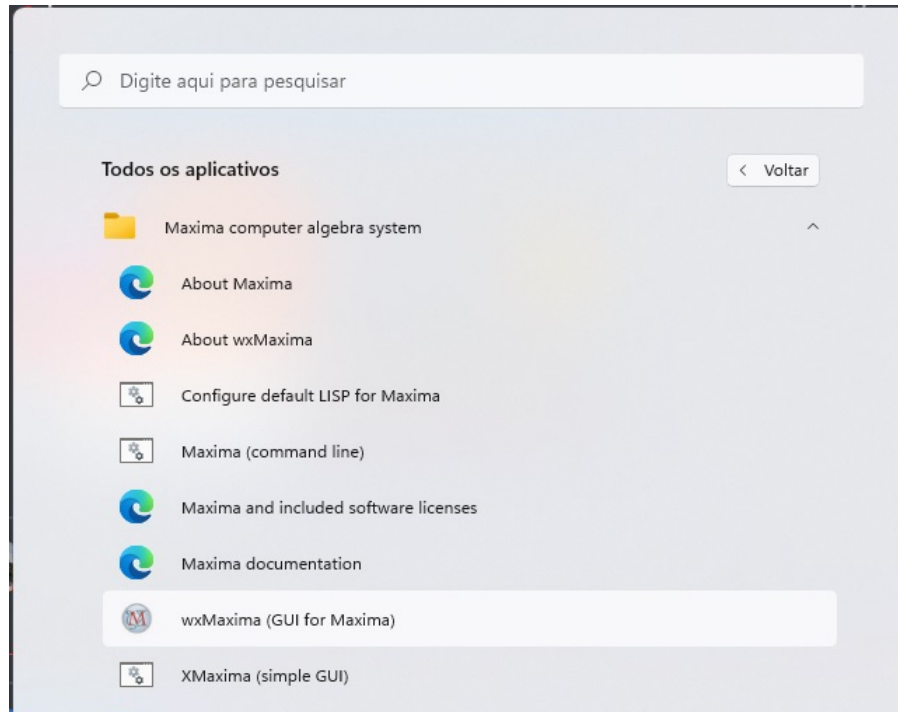 Digite aqui para pesquisar
Todos os aplicativos
Voltar
Maxima computer algebra system
About Maxima
About wxMaxima
Configure default LISP for Maxima
Maxima (command line)
Maxima and included software licenses
Maxima documentation
wxMaxima (GUI for Maxima)
XMaxima (simple GUI)